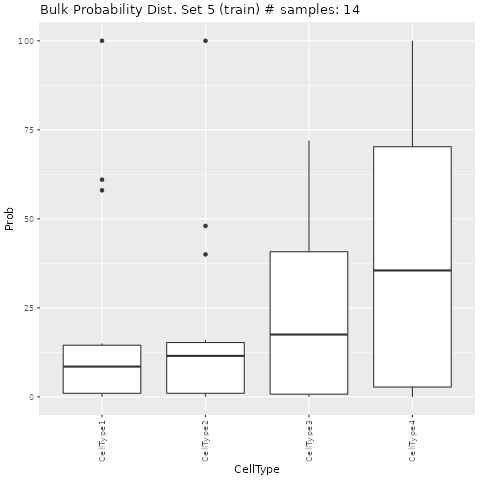 Bulk Probability Dist. Set 5 (train) # samples: 14
100
75
50
25
0
Prob
CellType1
CellType2
CellType3
CellType4
CellType